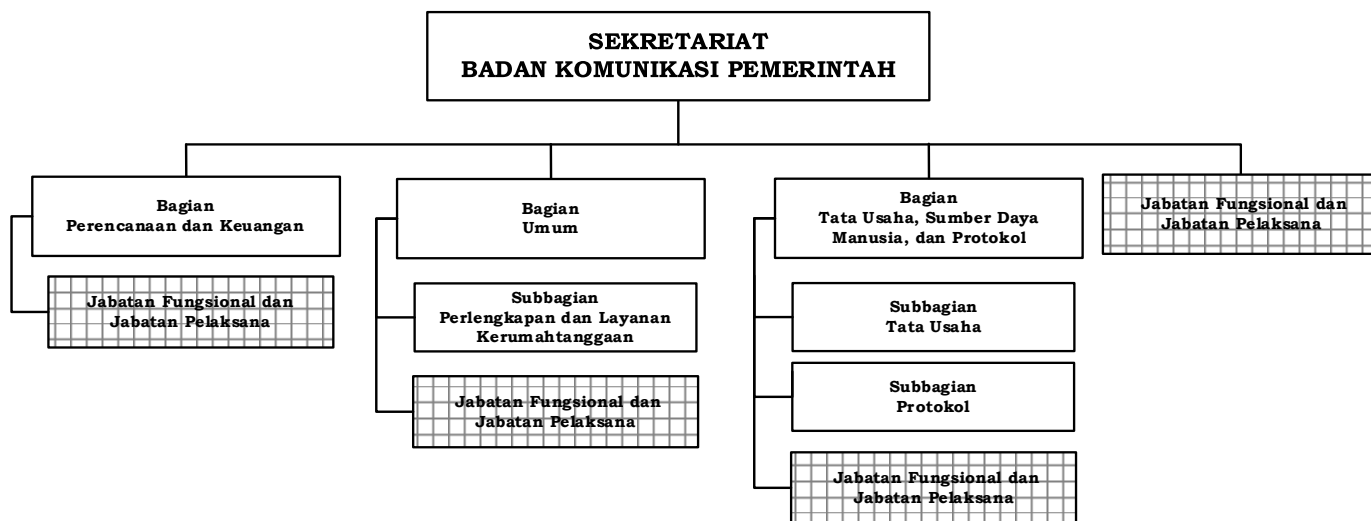 SEKRETARIAT
BADAN KOMUNIKASI PEMERINTAH
Bagian
Perencanaan dan Keuangan
Jabatan Fungsional dan
Jabatan Pelaksana
Bagian
Umum
Subbagian
Perlengkapan dan Layanan
Kerumahtanggaan
Jabatan Fungsional dan
Jabatan Pelaksana
Bagian
Tata Usaha, Sumber Daya
Manusia, dan Protokol
Subbagian
Tata Usaha
Subbagian
Protokol
Jabatan Fungsional dan
Jabatan Pelaksana
Jabatan Fungsional dan
Jabatan Pelaksana